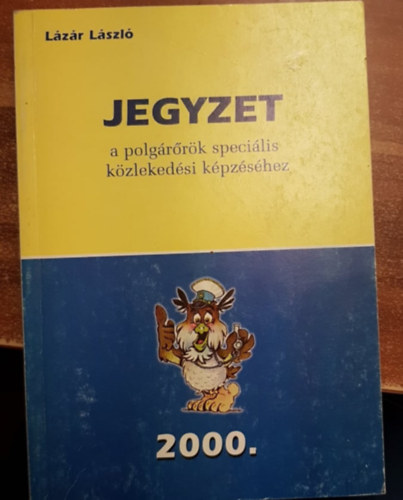 Lázár László
JEGYZET
a polgárőrök speciális
közlekedési képzéséhez
2000.